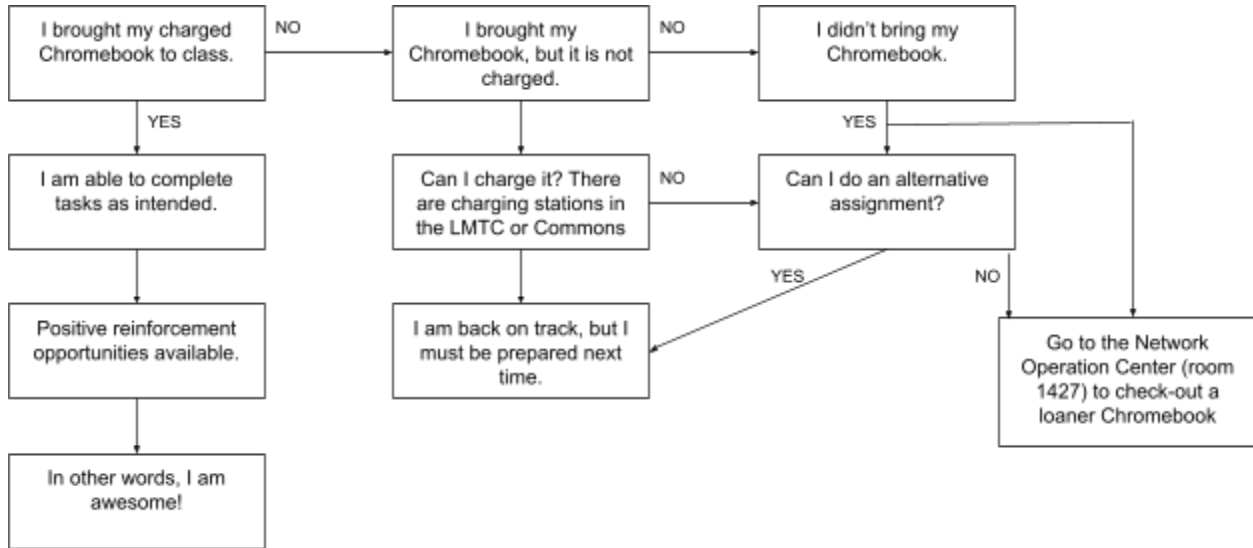 I brought my charged
Chromebook to class.
NO
I brought my
Chromebook, but it is not
charged.
NO
I didn’t bring my
Chromebook.
YES
YES
I am able to complete
tasks as intended.
Can I charge it? There
are charging stations in
the LMTC or Commons
NO
Can I do an alternative
assignment?
YES
NO
Positive reinforcement
opportunities available.
I am back on track, but I
must be prepared next
time.
Go to the Network
Operation Center (room
1427) to check-out a
loaner Chromebook
In other words, I am
awesome!